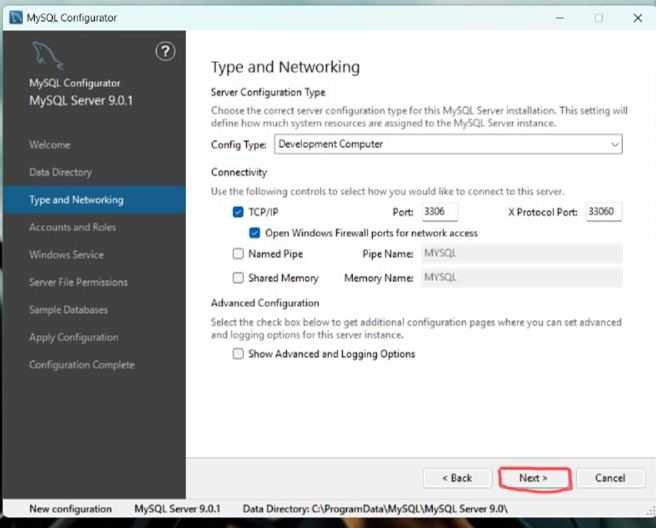 MySQL Configurator
MySQL Configurator
MySQL Server 9.0.1
Welcome
Data Directory
Type and Networking
Accounts and Roles
Windows Service
Server File Permissions
Sample Databases
Apply Configuration
Configuration Complete
?
Type and Networking
Server Configuration Type
Choose the correct server configuration type for this MySQL Server installation. This setting will
define how much system resources are assigned to the MySQL Server instance.
Config Type: Development Computer
Connectivity
Use the following controls to select how you would like to connect to this server.
TCP/IP Port: 3306 X Protocol Port: 33060
Open Windows Firewall ports for network access
Named Pipe Pipe Name: MYSQL
Shared Memory Memory Name: MYSQL
Advanced Configuration
Select the check box below to get additional configuration pages where you can set advanced
and logging options for this server instance.
Show Advanced and Logging Options
< Back Next > Cancel
New configuration MySQL Server 9.0.1 Data Directory: C:\ProgramData\MySQL\MySQL Server 9.0\